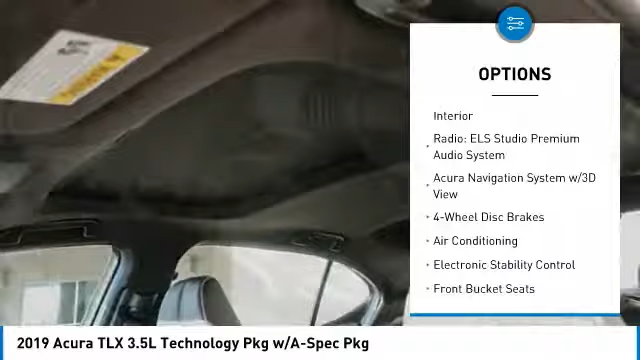 OPTIONS
Interior
Radio: ELS Studio Premium
Audio System
Acura Navigation System w/3D
View
4-Wheel Disc Brakes
Air Conditioning
Electronic Stability Control
Front Bucket Seats
2019 Acura TLX 3.5L Technology Pkg w/A-Spec Pkg